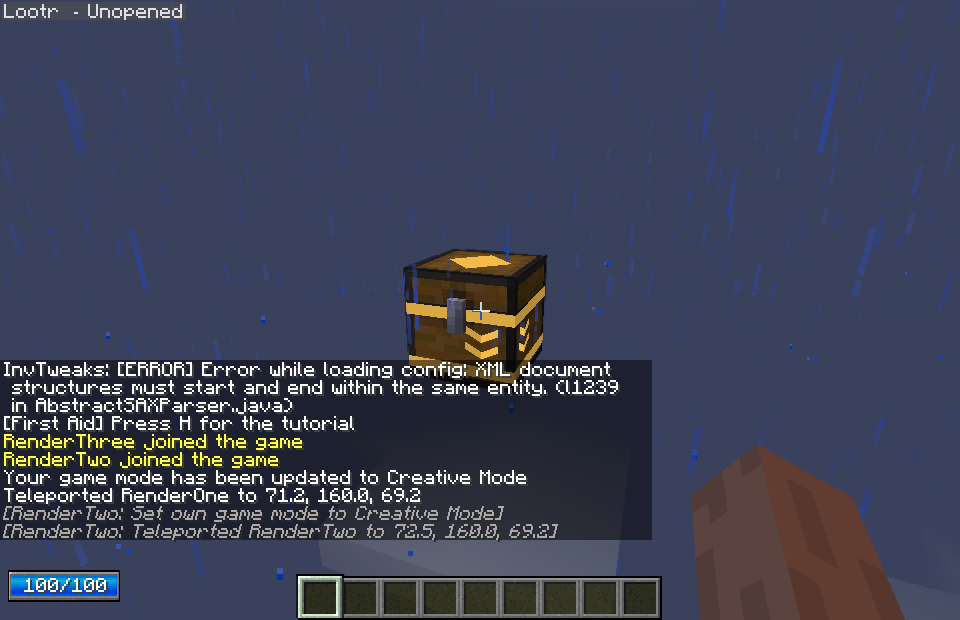 Lootr - Unopened
InvTweaks: [ERROR] Error while loading config: XML document
structures must start and end within the same entity. (l1239
in AbstractSAXParser.java)
[First Aid] Press H for the tutorial
RenderThree joined the game
RenderTwo joined the game
Your game mode has been updated to Creative Mode
Teleported RenderOne to 71.2, 160.0, 69.2
[RenderTwo: Set own game mode to Creative Mode]
[RenderTwo: Teleported RenderTwo to 72.5, 160.0, 69.2]
100/100